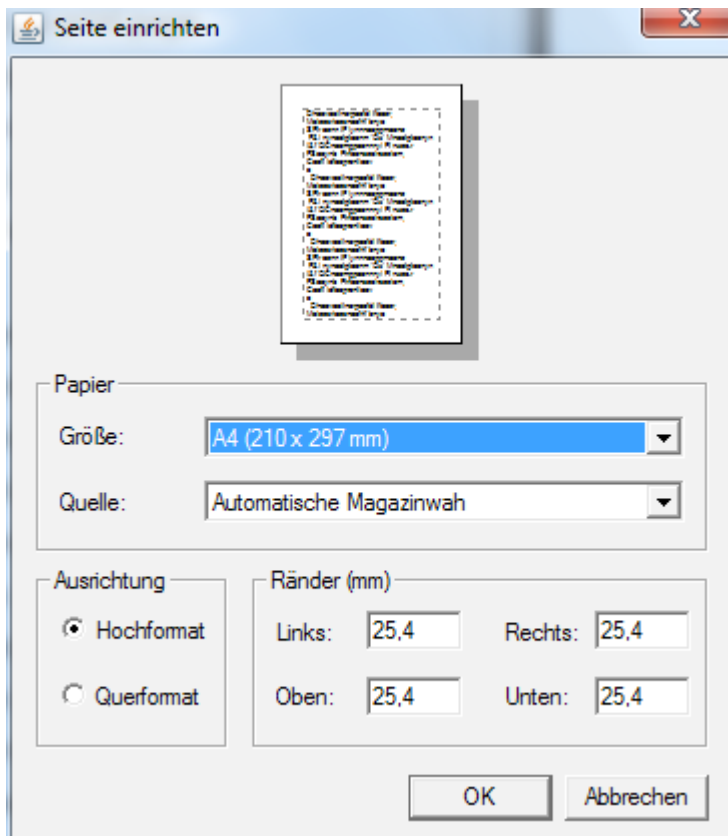 Seite einrichten
Papier
Größe:
A4 (210 x 297 mm)
Quelle:
Automatische Magazinwah
Ausrichtung
Hochformat
Querformat
Ränder (mm)
Links:
25,4
Rechts:
25,4
Oben:
25,4
Unten:
25,4
OK
Abbrechen